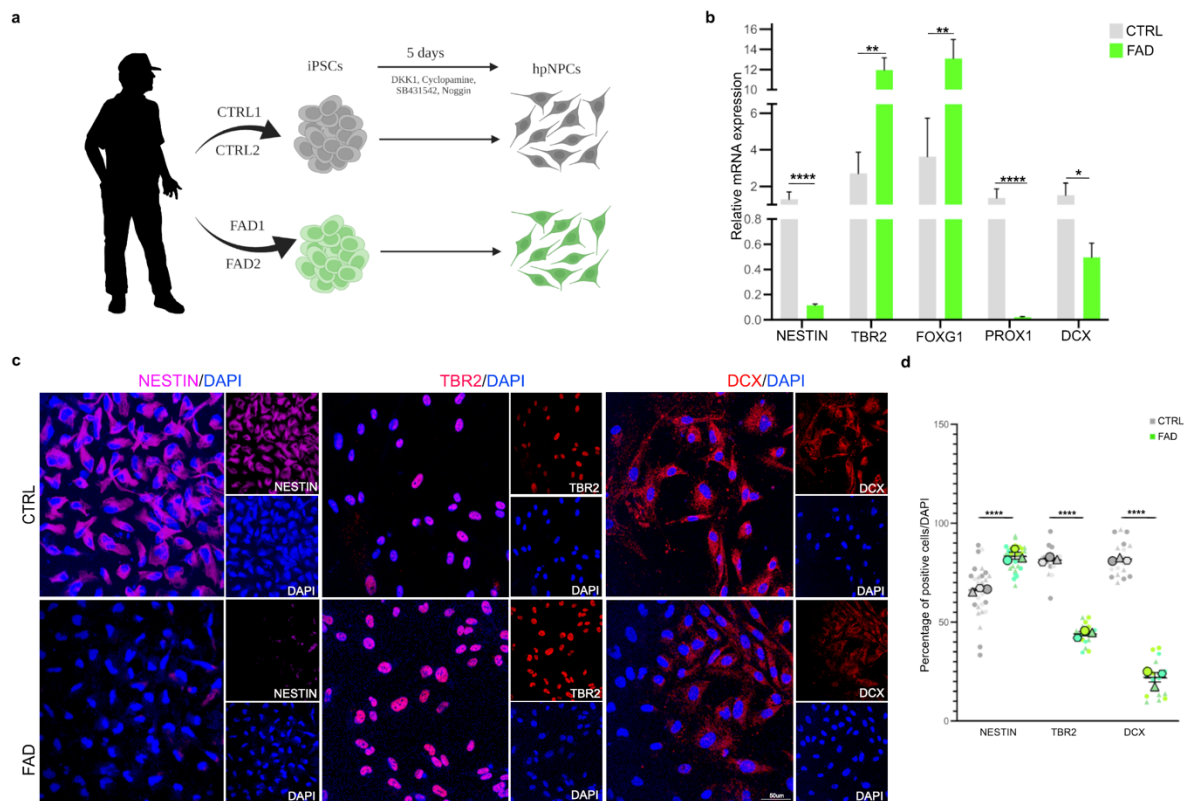 a
CTRL1
CTRL2
FAD1
FAD2
iPSCs
5 days
DKK1, Cyclopamine,
SB431542, Noggin
hpNPCs
b
CTRL
FAD
Relative mRNA expression
16
14
12
10
8
6
4
2
0.8
0.6
0.4
0.2
0.0
****
**
**
****
*
NESTIN
TBR2
FOXG1
PROX1
DCX
c
NESTIN/DAPI
TBR2/DAPI
DCX/DAPI
CTRL
NESTIN
DAPI
TBR2
DAPI
DCX
DAPI
FAD
NESTIN
DAPI
TBR2
DAPI
50um
DCX
DAPI
d
CTRL
FAD
Percentage of positive cells/DAPI
150
100
50
0
****
****
****
NESTIN
TBR2
DCX